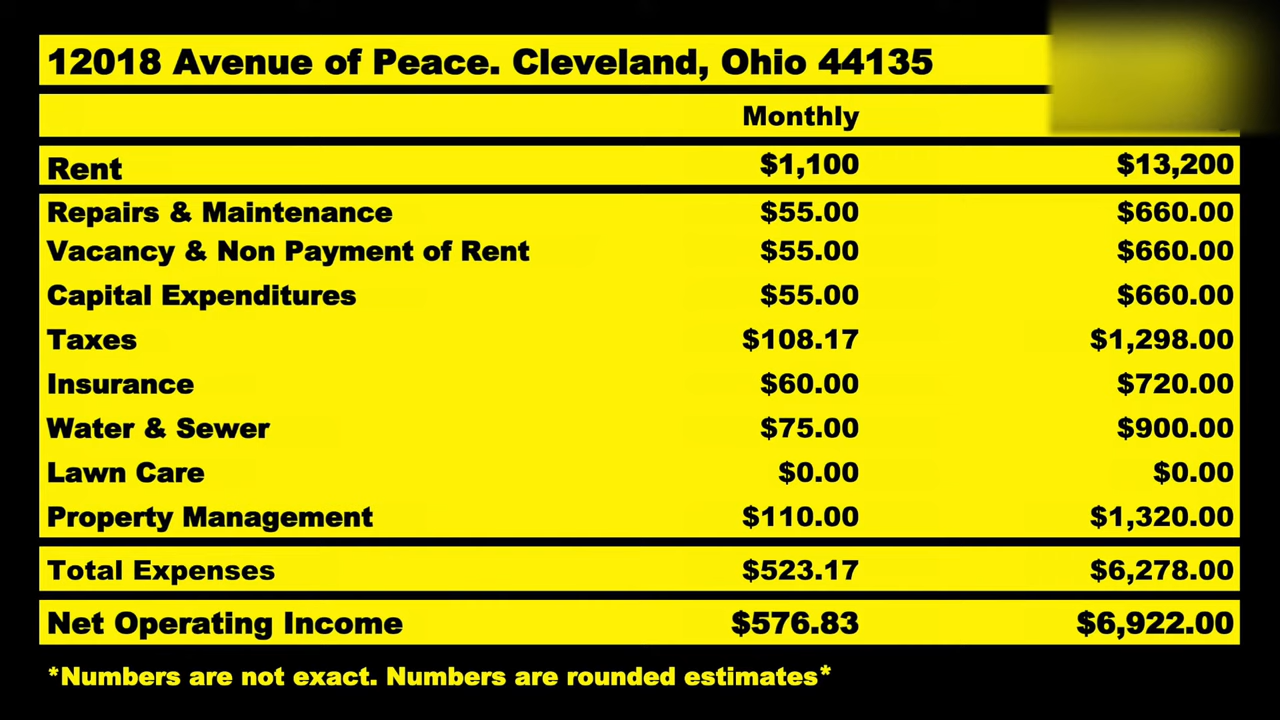 12018 Avenue of Peace. Cleveland, Ohio 44135
Monthly
Rent $1,100 $13,200
Repairs & Maintenance $55.00 $660.00
Vacancy & Non Payment of Rent $55.00 $660.00
Capital Expenditures $55.00 $660.00
Taxes $108.17 $1,298.00
Insurance $60.00 $720.00
Water & Sewer $75.00 $900.00
Lawn Care $0.00 $0.00
Property Management $110.00 $1,320.00
Total Expenses $523.17 $6,278.00
Net Operating Income $576.83 $6,922.00
*Numbers are not exact. Numbers are rounded estimates*